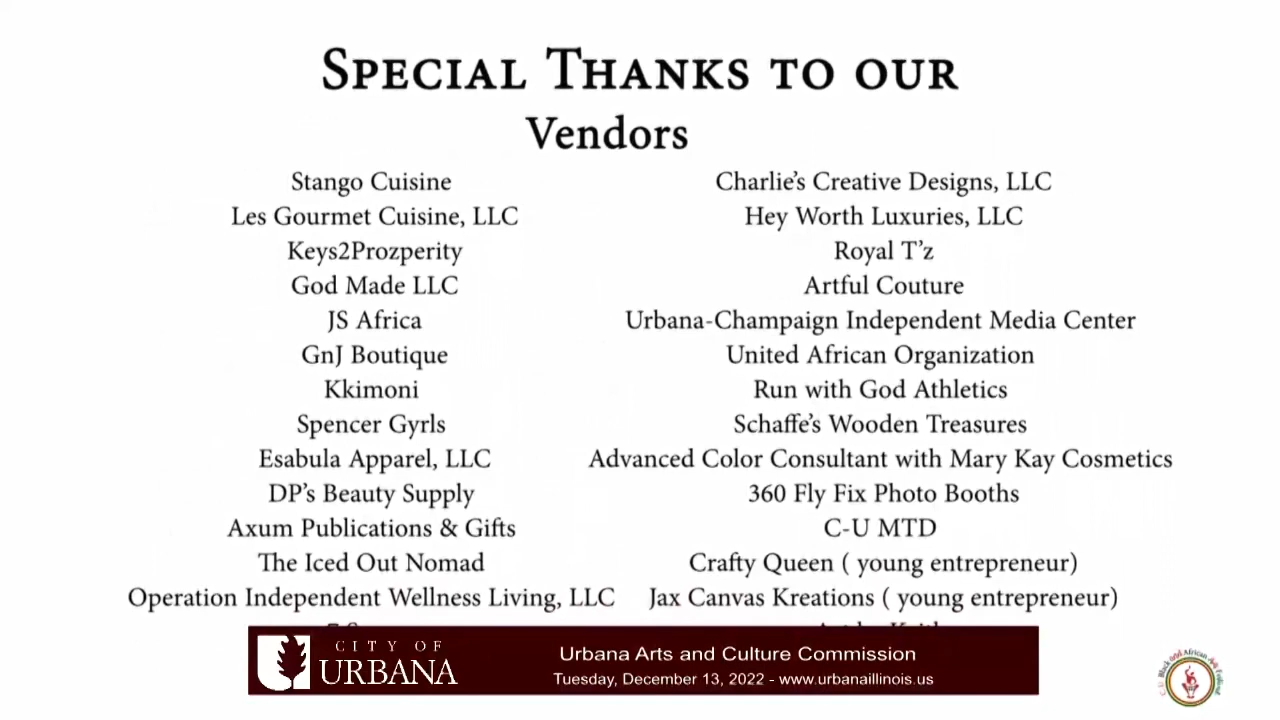 SPECIAL THANKS TO OUR
Vendors
Stango Cuisine
Les Gourmet Cuisine, LLC
Keys2Prozperity
God Made LLC
JS Africa
GnJ Boutique
Kkimoni
Spencer Gyrls
Esabula Apparel, LLC
DP's Beauty Supply
Axum Publications & Gifts
The Iced Out Nomad
Operation Independent Wellness Living, LLC
Charlie's Creative Designs, LLC
Hey Worth Luxuries, LLC
Royal T'z
Artful Couture
Urbana-Champaign Independent Media Center
United African Organization
Run with God Athletics
Schaffe's Wooden Treasures
Advanced Color Consultant with Mary Kay Cosmetics
360 Fly Fix Photo Booths
C-U MTD
Crafty Queen ( young entrepreneur)
Jax Canvas Kreations ( young entrepreneur)
CITY OF
URBANA
Urbana Arts and Culture Commission
Tuesday, December 13, 2022 - www.urbanaillinois.us